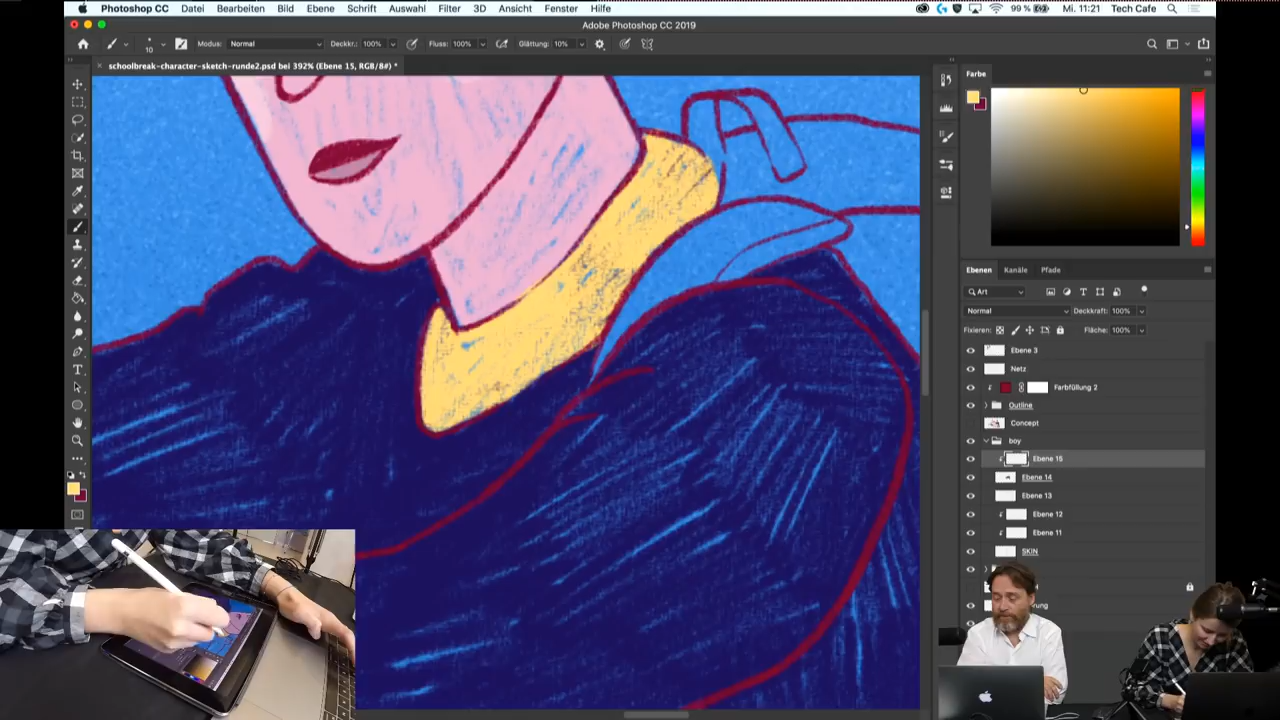 Photoshop CC Datei Bearbeiten Bild Ebene Schrift Auswahl Filter 3D Ansicht Fenster Hilfe 99 % Mi. 11:21 Tech Cafe
Adobe Photoshop CC 2019
10 Modus: Normal Deckkr.: 100% Fluss: 100% Glättung: 10%
× schoolbreak-character-sketch-runde2.psd bei 392% (Ebene 15, RGB/8#) *
Farbe
Ebenen Kanäle Pfade
Art
Normal Deckkraft: 100%
Fixieren: Fläche: 100%
Ebene 3
Netz
Farbfüllung 2
Outline
Concept
boy
Ebene 15
Ebene 14
Ebene 13
Ebene 12
Ebene 11
SKIN